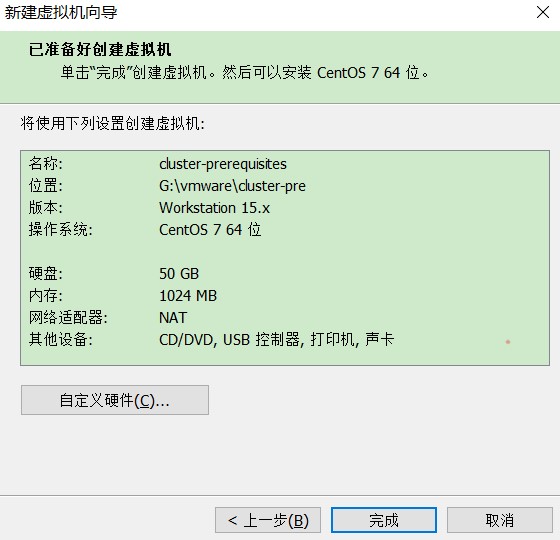 新建虚拟机向导
已准备好创建虚拟机
单击“完成”创建虚拟机。然后可以安装 CentOS 7 64 位。
将使用下列设置创建虚拟机:
名称: cluster-prerequisites
位置: G:\vmware\cluster-pre
版本: Workstation 15.x
操作系统: CentOS 7 64 位
硬盘: 50 GB
内存: 1024 MB
网络适配器: NAT
其他设备: CD/DVD, USB 控制器, 打印机, 声卡
自定义硬件(C)...
< 上一步(B) 完成 取消